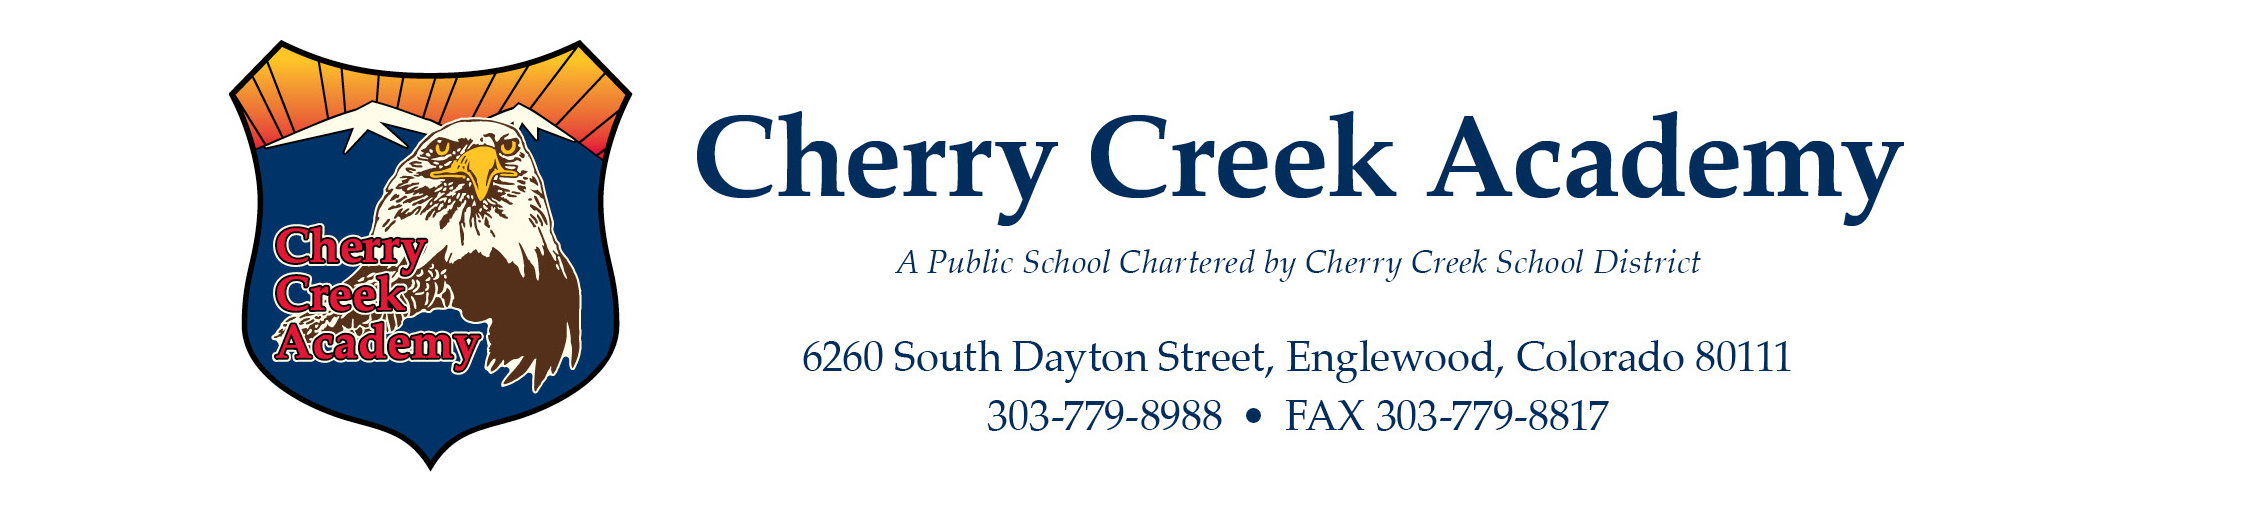 Cherry
Creek
Academy
Cherry Creek Academy
A Public School Chartered by Cherry Creek School District
6260 South Dayton Street, Englewood, Colorado 80111
303-779-8988 • FAX 303-779-8817